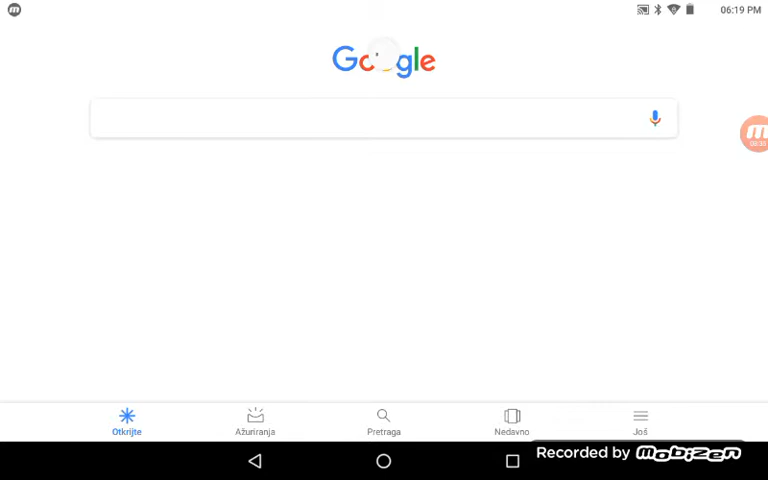 06:19 PM
Google
Otkrijte
Ažuriranja
Pretraga
Nedavno
Još
Recorded by mobizen